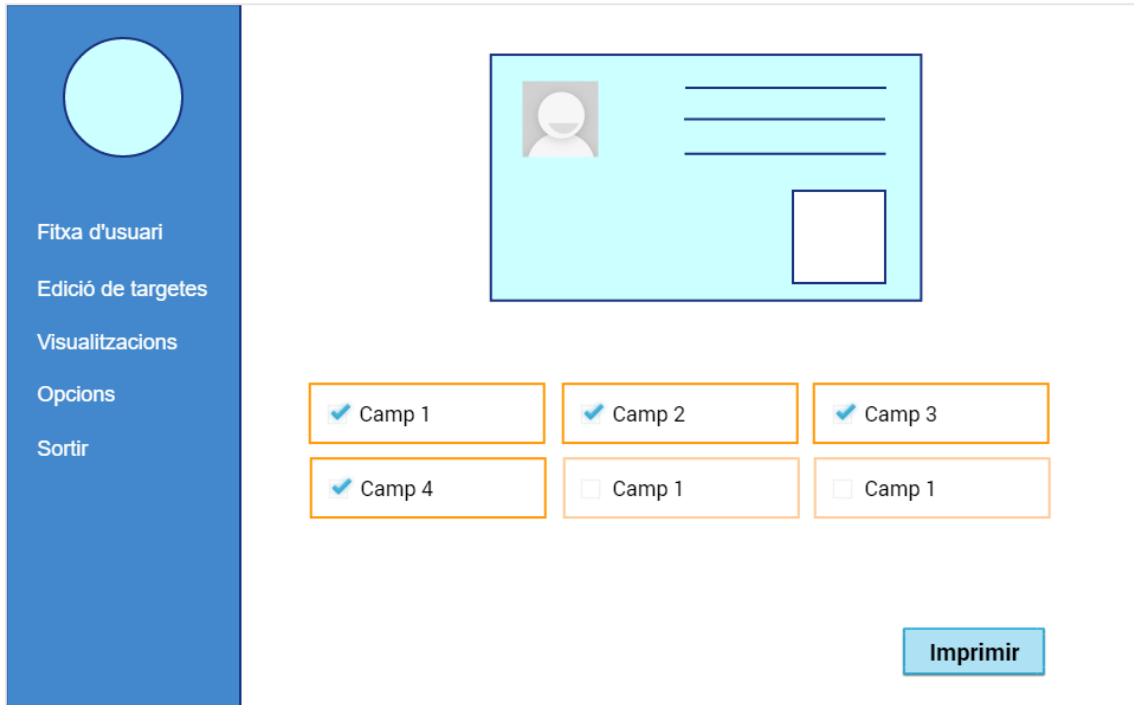 Fitxa d'usuari
Edició de targetes
Visualitzacions
Opcions
Sortir
Camp 1
Camp 2
Camp 3
Camp 4
Camp 1
Camp 1
Imprimir